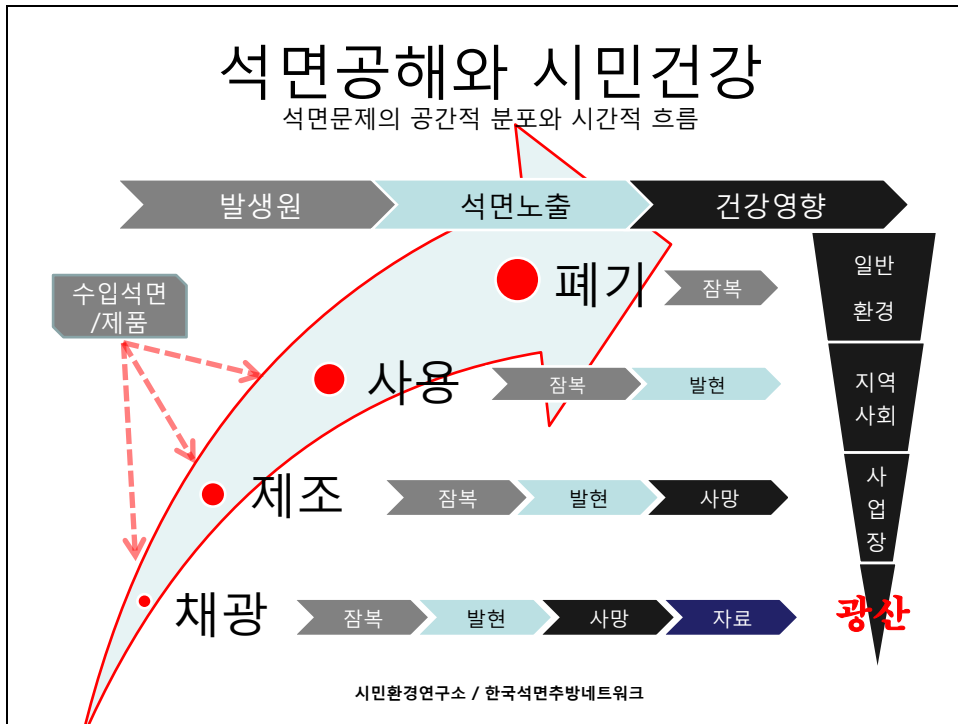 석면공해와 시민건강
석면문제의 공간적 분포와 시간적 흐름
발생원
석면노출
건강영향
수입석면
/제품
폐기
잠복
일반
환경
사용
잠복
발현
지역
사회
제조
잠복
발현
사망
사
업
장
채광
잠복
발현
사망
자료
광산
시민환경연구소 / 한국석면추방네트워크